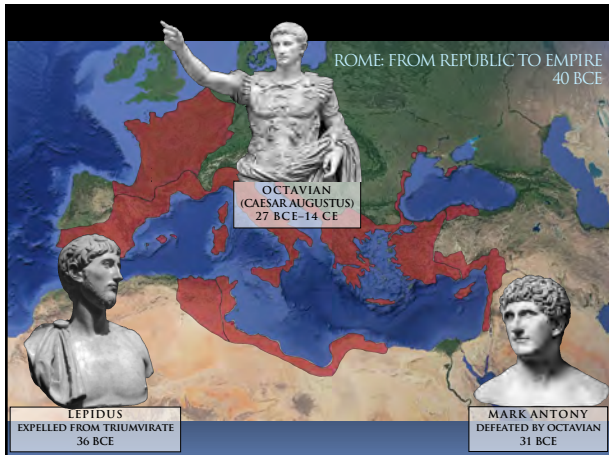 ROME: FROM REPUBLIC TO EMPIRE
40 BCE
OCTAVIAN
(CAESAR AUGUSTUS)
27 BCE–14 CE
LEPIDUS
EXPELLED FROM TRIUMVIRATE
36 BCE
MARK ANTONY
DEFEATED BY OCTAVIAN
31 BCE